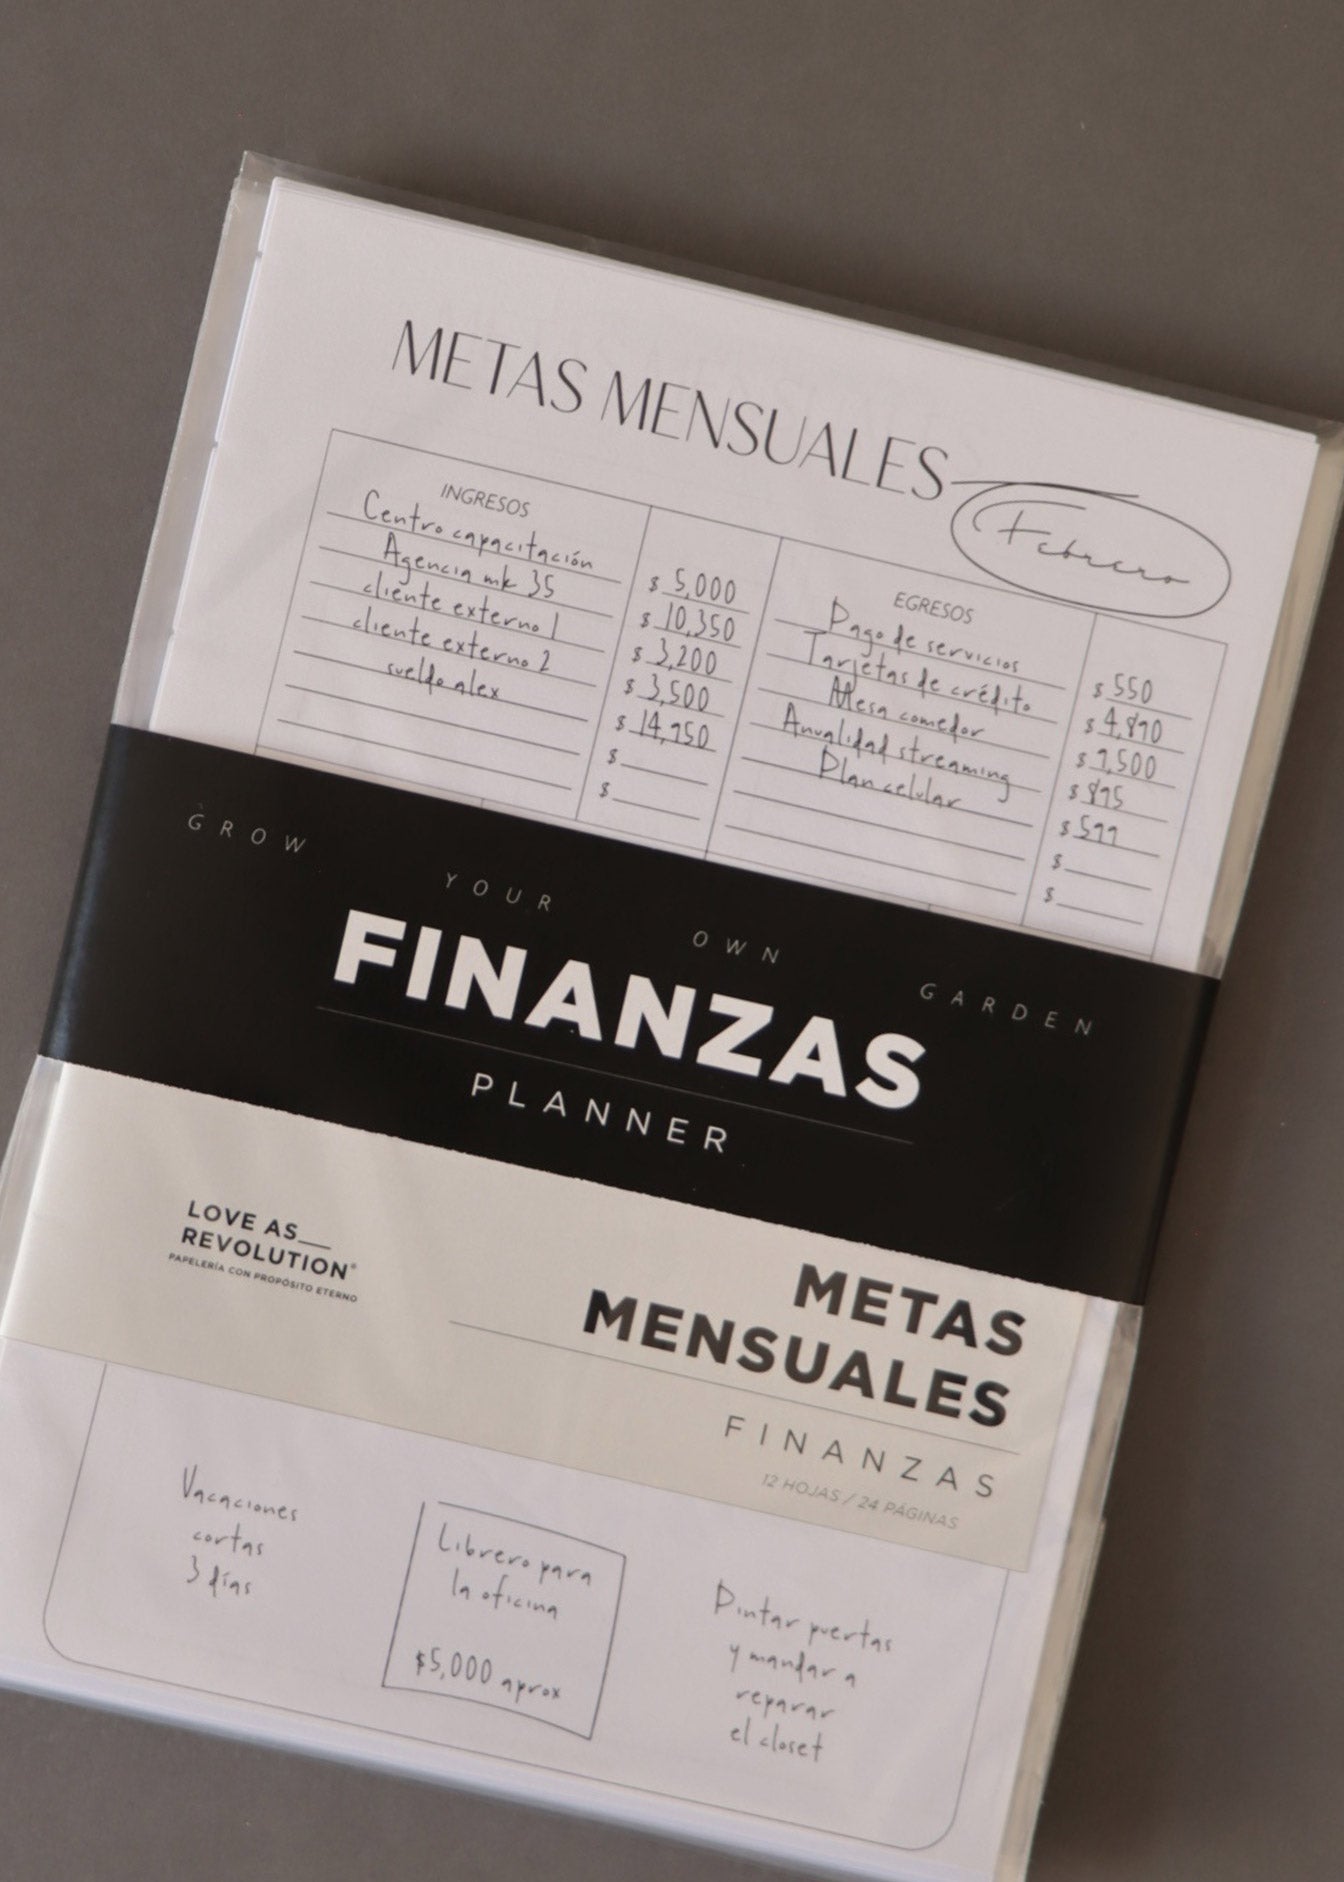 METAS MENSUALES
Febrero
INGRESOS
Centro capacitación $ 5,000
Agencia mk 35 $ 10,350
cliente externo 1 $ 3,200
cliente externo 2 $ 3,500
sueldo alex $ 14,950
$
$
EGRESOS
Pago de servicios $ 550
Tarjetas de crédito $ 4,890
Mesa comedor $ 9,500
Anualidad streaming $ 895
Plan celular $ 599
$
$
GROW YOUR OWN GARDEN
FINANZAS
PLANNER
LOVE AS__
REVOLUTION®
PAPELERÍA CON PROPÓSITO ETERNO
METAS
MENSUALES
FINANZAS
12 HOJAS / 24 PÁGINAS
Vacaciones
cortas
3 días
Librero para
la oficina
$5,000 aprox
Pintar puertas
y mandar a
reparar
el closet